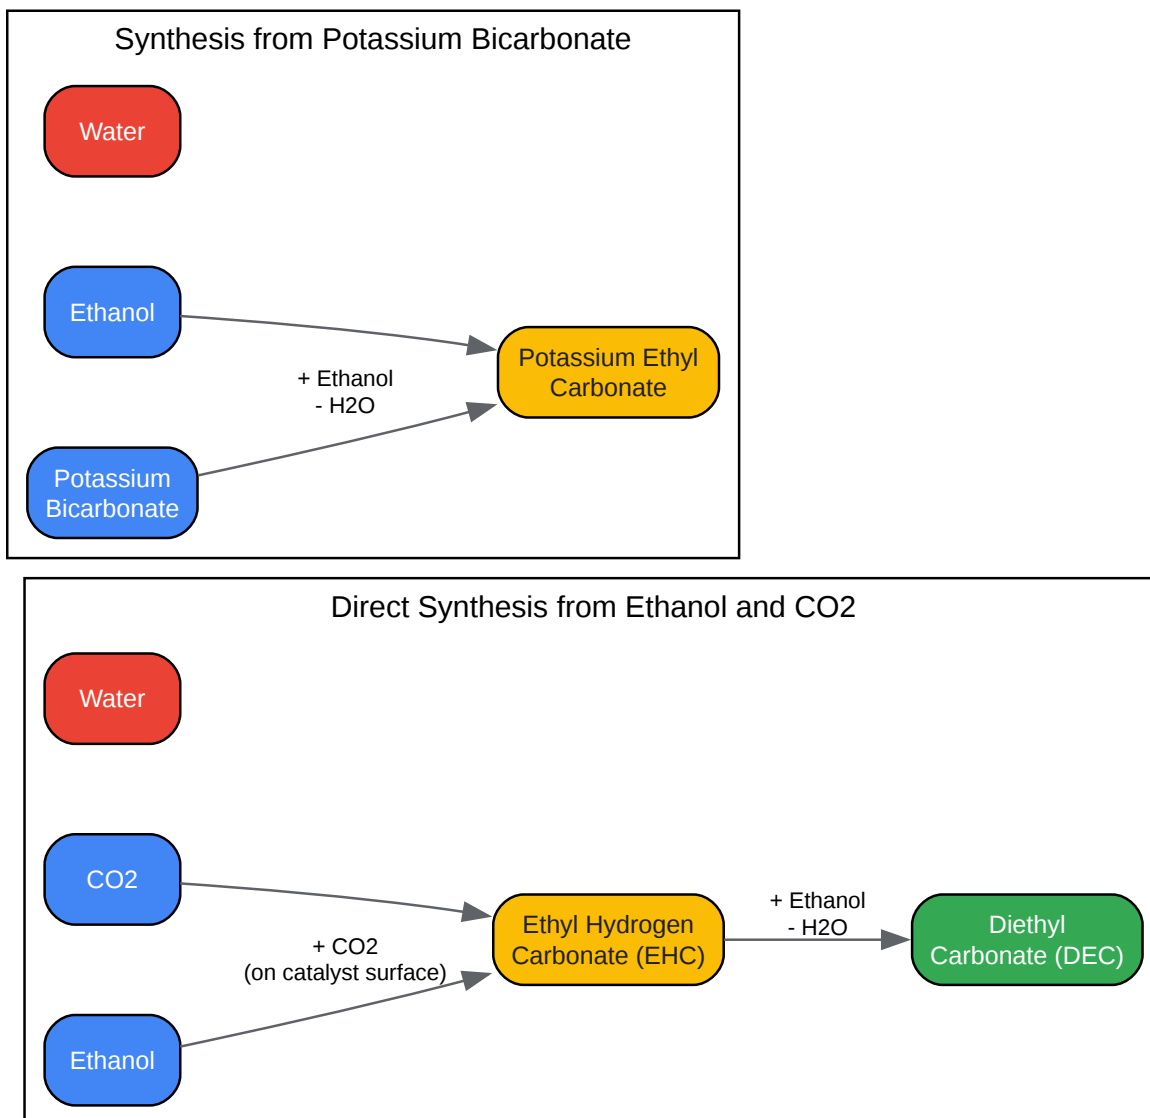 Synthesis from Potassium Bicarbonate
Water
Ethanol
+ Ethanol
- H2O
Potassium Ethyl
Carbonate
Potassium
Bicarbonate
Direct Synthesis from Ethanol and CO2
Water
CO2
+ CO2
(on catalyst surface)
Ethyl Hydrogen
Carbonate (EHC)
+ Ethanol
- H2O
Diethyl
Carbonate (DEC)
Ethanol